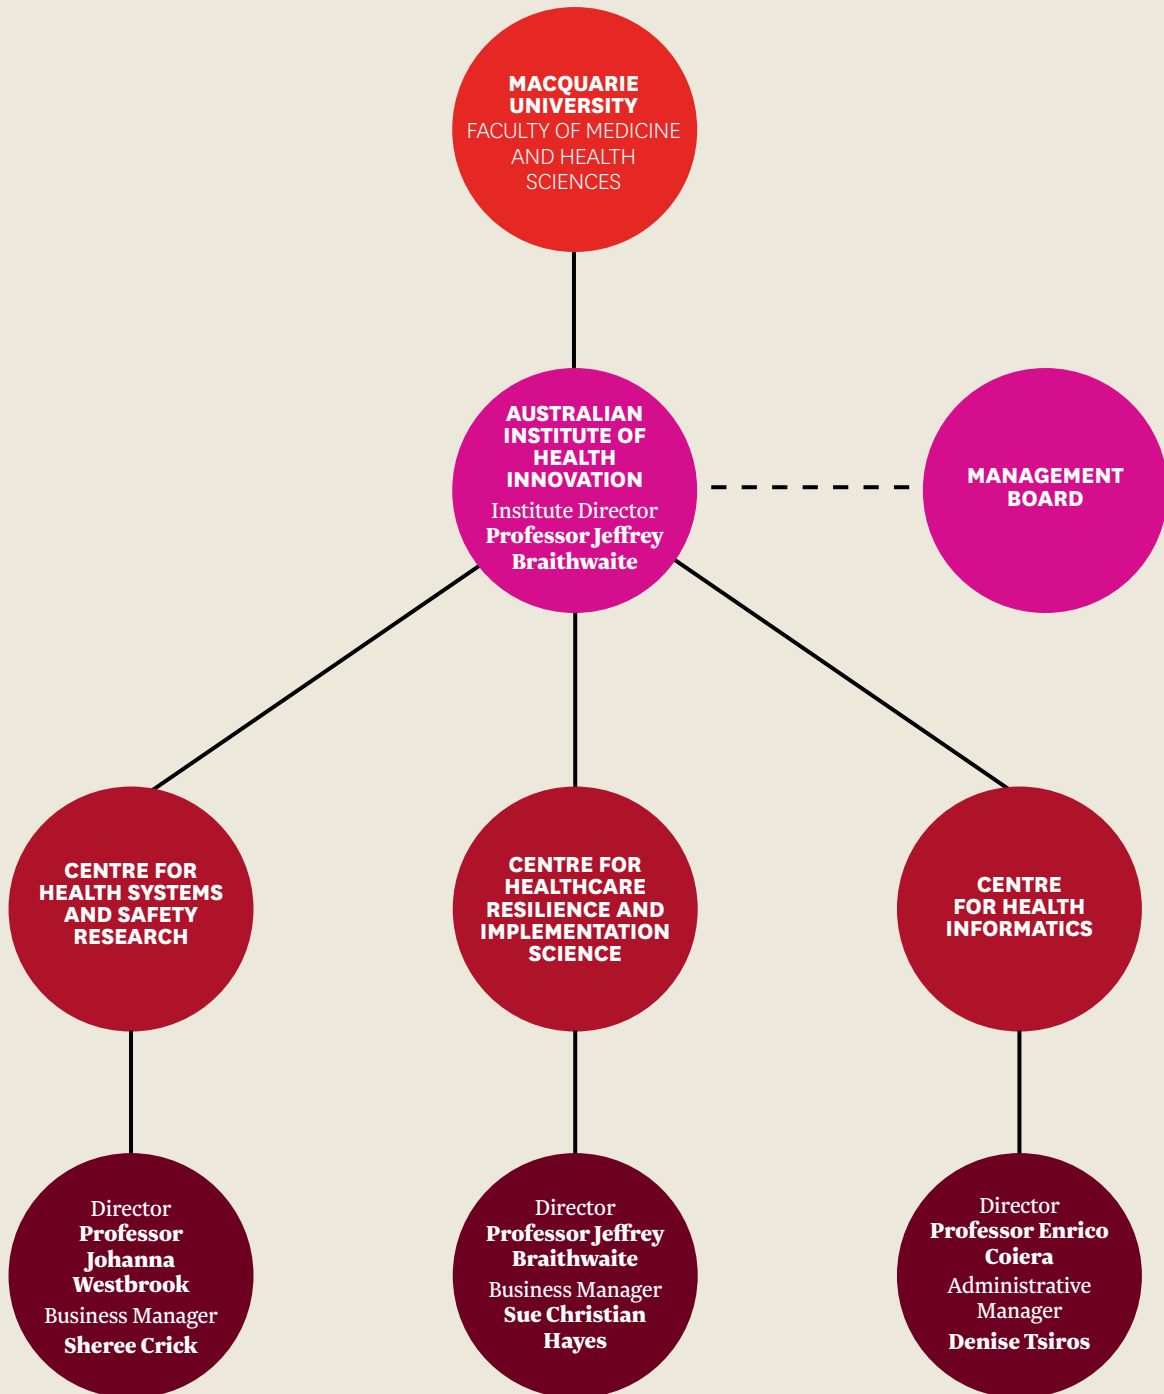 MACQUARIE
UNIVERSITY
FACULTY OF MEDICINE
AND HEALTH
SCIENCES
AUSTRALIAN
INSTITUTE OF
HEALTH
INNOVATION
Institute Director
Professor Jeffrey
Braithwaite
MANAGEMENT
BOARD
CENTRE FOR
HEALTH SYSTEMS
AND SAFETY
RESEARCH
CENTRE FOR
HEALTHCARE
RESILIENCE AND
IMPLEMENTATION
SCIENCE
CENTRE
FOR HEALTH
INFORMATICS
Director
Professor
Johanna
Westbrook
Business Manager
Sheree Crick
Director
Professor Jeffrey
Braithwaite
Business Manager
Sue Christian
Hayes
Director
Professor Enrico
Coiera
Administrative
Manager
Denise Tsiros